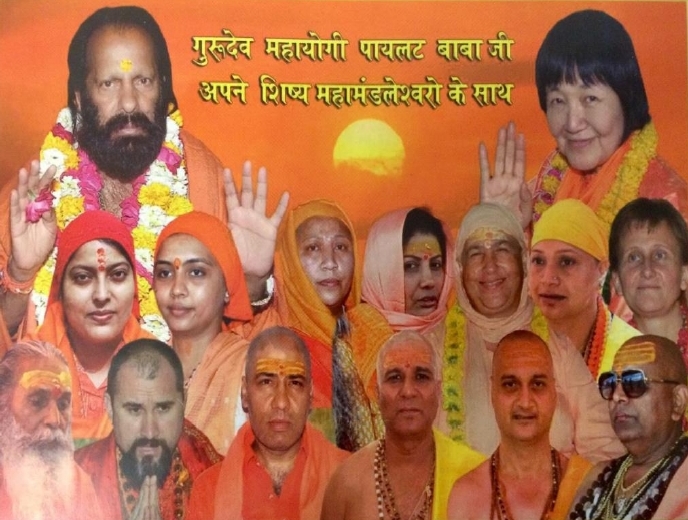 गुरूदेव महायोगी पायलट बाबा जी
अपने शिष्य महामंडलेश्वरो के साथ